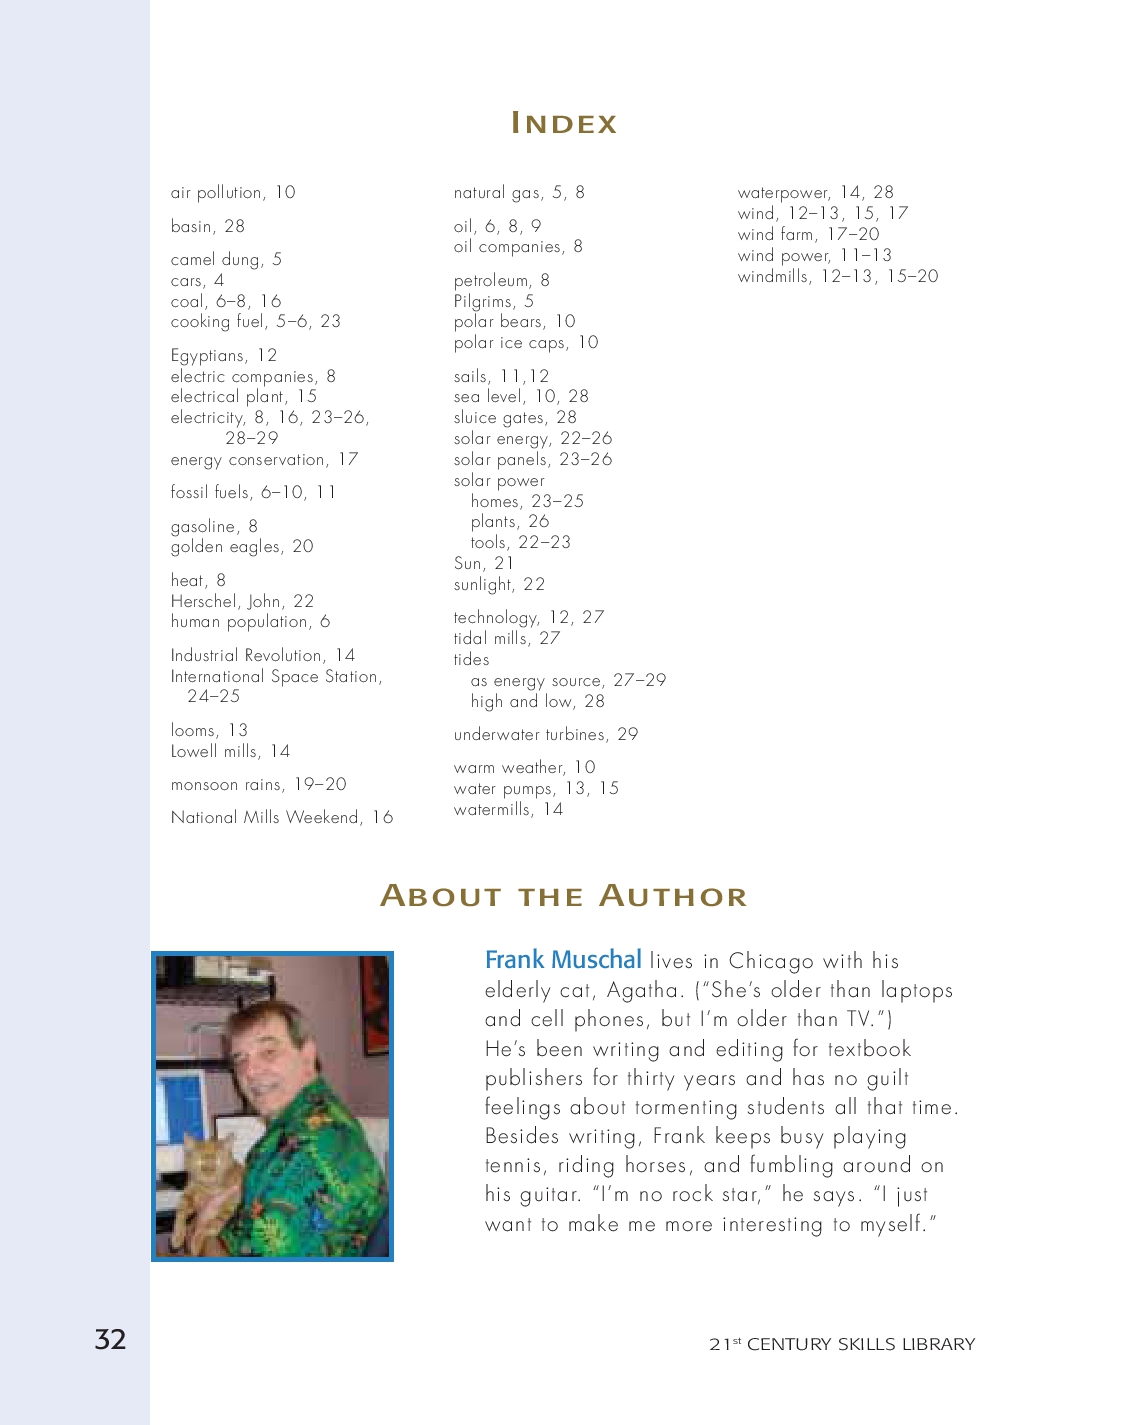 INDEX
air pollution, 10
basin, 28
camel dung, 5
cars, 4
coal, 6–8, 16
cooking fuel, 5–6, 23
Egyptians, 12
electric companies, 8
electrical plant, 15
electricity, 8, 16, 23–26,
28–29
energy conservation, 17
fossil fuels, 6–10, 11
gasoline, 8
golden eagles, 20
heat, 8
Herschel, John, 22
human population, 6
Industrial Revolution, 14
International Space Station,
24–25
looms, 13
Lowell mills, 14
monsoon rains, 19–20
National Mills Weekend, 16
natural gas, 5, 8
oil, 6, 8, 9
oil companies, 8
petroleum, 8
Pilgrims, 5
polar bears, 10
polar ice caps, 10
sails, 11,12
sea level, 10, 28
sluice gates, 28
solar energy, 22–26
solar panels, 23–26
solar power
homes, 23–25
plants, 26
tools, 22–23
Sun, 21
sunlight, 22
technology, 12, 27
tidal mills, 27
tides
as energy source, 27–29
high and low, 28
underwater turbines, 29
warm weather, 10
water pumps, 13, 15
watermills, 14
waterpower, 14, 28
wind, 12–13, 15, 17
wind farm, 17–20
wind power, 11–13
windmills, 12–13, 15–20
ABOUT THE AUTHOR
Frank Muschal lives in Chicago with his
elderly cat, Agatha. (“She’s older than laptops
and cell phones, but I’m older than TV.”)
He’s been writing and editing for textbook
publishers for thirty years and has no guilt
feelings about tormenting students all that time.
Besides writing, Frank keeps busy playing
tennis, riding horses, and fumbling around on
his guitar. “I’m no rock star,” he says. “I just
want to make me more interesting to myself.”
32
21st CENTURY SKILLS LIBRARY